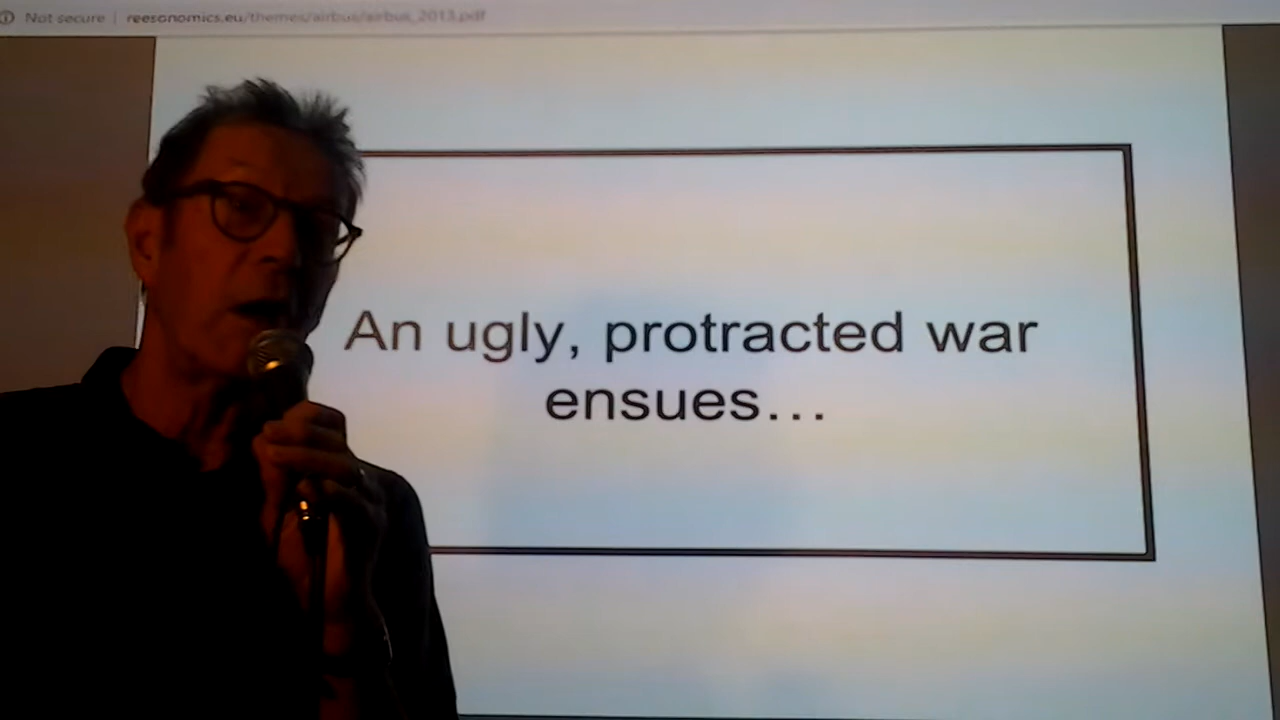 Not secure | reesonomics.eu/themes/airbus/airbus_2013.pdf
An ugly, protracted war
ensues...